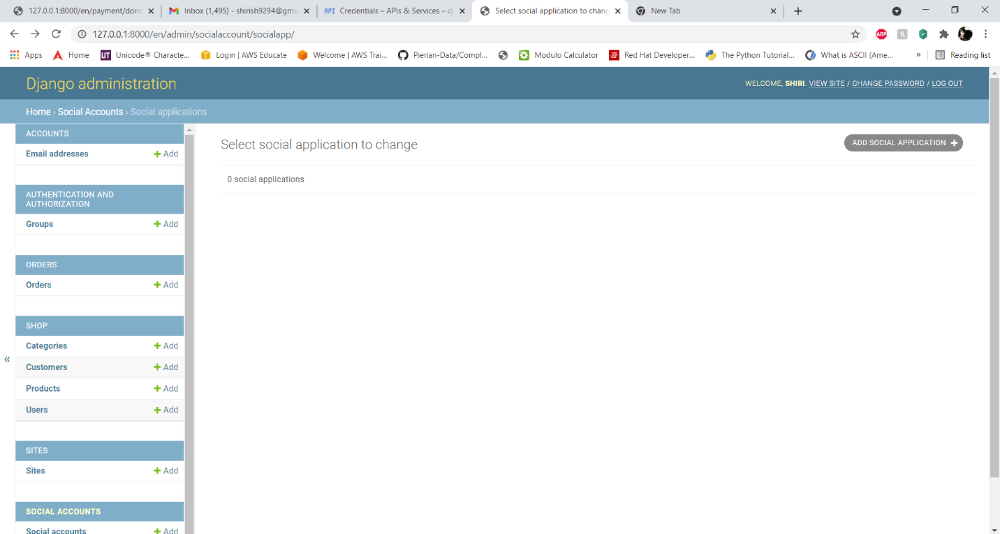 127.0.0.1:8000/en/payment/done
Inbox (1,495) - shirish9294@gma
API Credentials – APIs & Services – d
Select social application to chang
New Tab
127.0.0.1:8000/en/admin/socialaccount/socialapp/
ABP
Apps
Home
UT Unicode® Characte...
Login | AWS Educate
Welcome | AWS Trai...
Pierian-Data/Compl...
Modulo Calculator
Red Hat Developer...
The Python Tutorial...
What is ASCII (Ame...
»
Reading list
Django administration
WELCOME, SHIRI. VIEW SITE / CHANGE PASSWORD / LOG OUT
Home › Social Accounts › Social applications
ACCOUNTS
Email addresses + Add
AUTHENTICATION AND
AUTHORIZATION
Groups + Add
ORDERS
Orders + Add
SHOP
Categories + Add
Customers + Add
Products + Add
Users + Add
SITES
Sites + Add
SOCIAL ACCOUNTS
Social accounts + Add
«
Select social application to change
ADD SOCIAL APPLICATION +
0 social applications